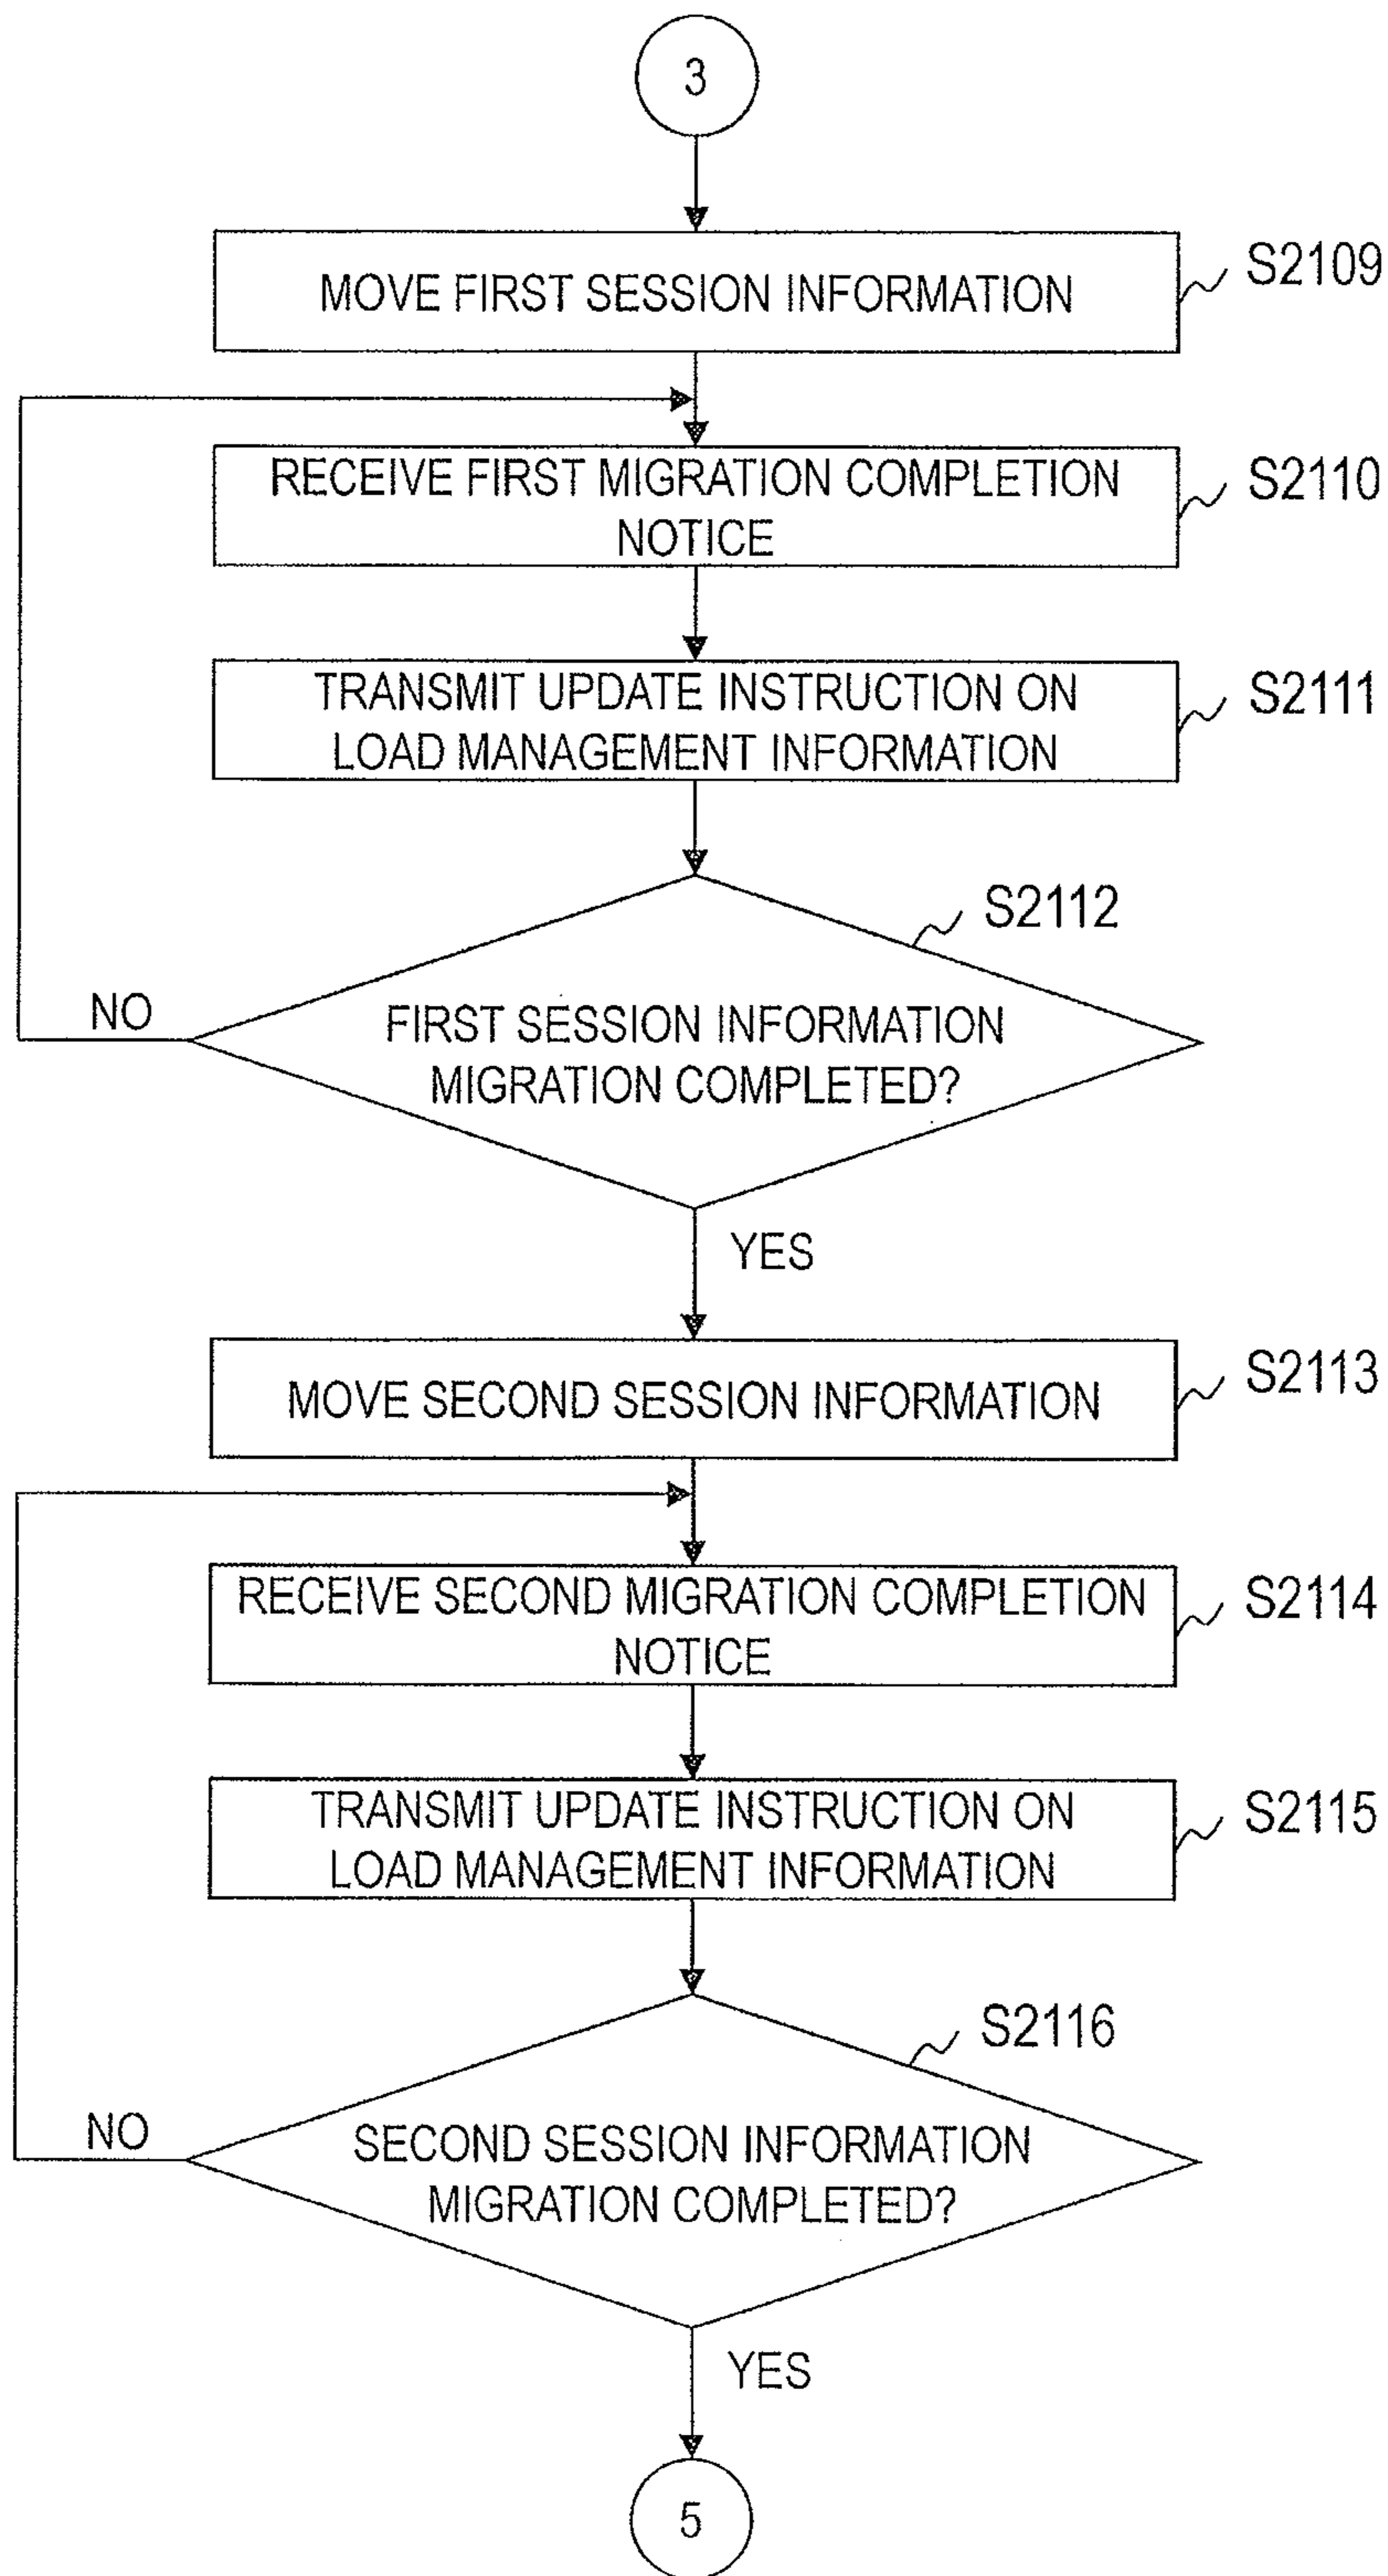 3
MOVE FIRST SESSION INFORMATION
S2109
RECEIVE FIRST MIGRATION COMPLETION
NOTICE
S2110
TRANSMIT UPDATE INSTRUCTION ON
LOAD MANAGEMENT INFORMATION
S2111
S2112
NO
FIRST SESSION INFORMATION
MIGRATION COMPLETED?
YES
MOVE SECOND SESSION INFORMATION
S2113
RECEIVE SECOND MIGRATION COMPLETION
NOTICE
S2114
TRANSMIT UPDATE INSTRUCTION ON
LOAD MANAGEMENT INFORMATION
S2115
S2116
NO
SECOND SESSION INFORMATION
MIGRATION COMPLETED?
YES
5